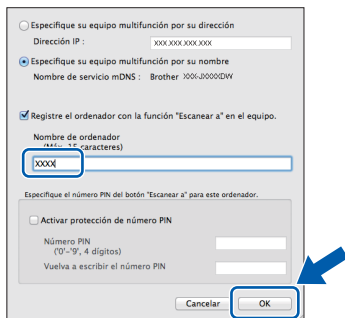 Especifique su equipo multifunción por su dirección
Dirección IP : XXX.XXX.XXX.XXX
Especifique su equipo multifunción por su nombre
Nombre de servicio mDNS : Brother XXX-JXXXXDW
Registre el ordenador con la función "Escanear a" en el equipo.
Nombre de ordenador
(Máx. 15 caracteres)
XXXX
Especifique el número PIN del botón "Escanear a" para este ordenador.
Activar protección de número PIN
Número PIN
('0'-'9', 4 dígitos)
Vuelva a escribir el número PIN
Cancelar OK